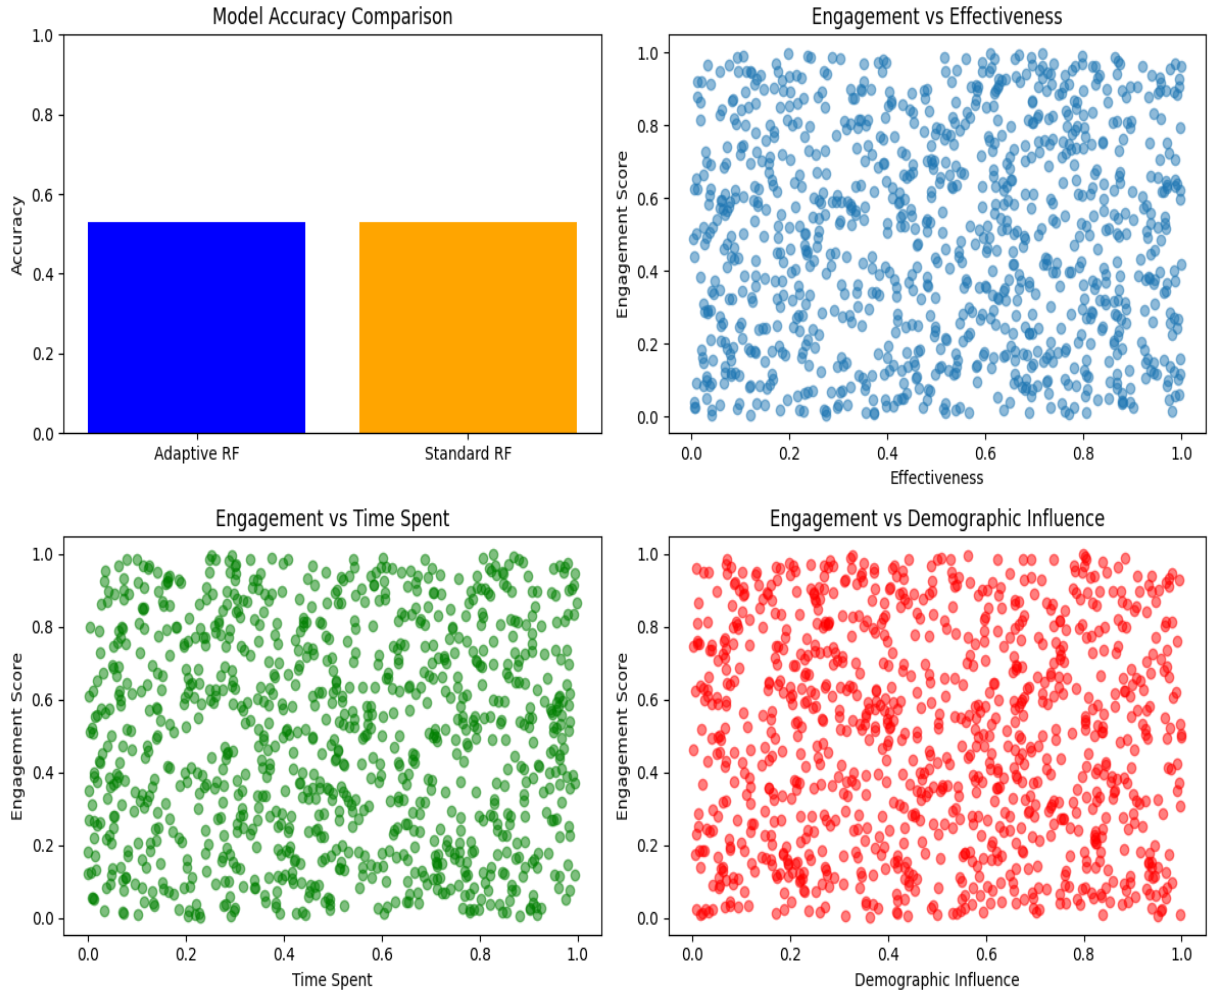 Model Accuracy Comparison
1.0
0.8
0.6
0.4
0.2
0.0
Accuracy
Adaptive RF Standard RF
Engagement vs Effectiveness
1.0
0.8
0.6
0.4
0.2
0.0
Engagement Score
0.0 0.2 0.4 0.6 0.8 1.0
Effectiveness
Engagement vs Time Spent
1.0
0.8
0.6
0.4
0.2
0.0
Engagement Score
0.0 0.2 0.4 0.6 0.8 1.0
Time Spent
Engagement vs Demographic Influence
1.0
0.8
0.6
0.4
0.2
0.0
Engagement Score
0.0 0.2 0.4 0.6 0.8 1.0
Demographic Influence